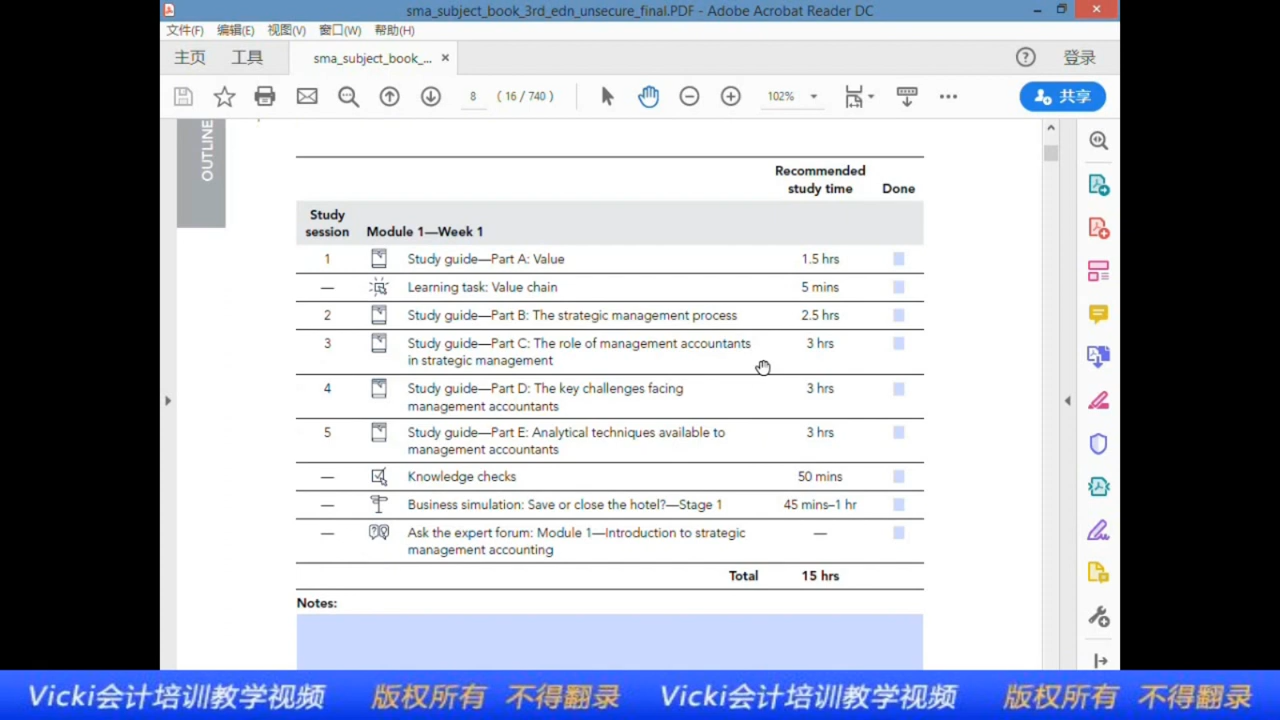 sma_subject_book_3rd_edn_unsecure_final.PDF - Adobe Acrobat Reader DC
文件(F) 编辑(E) 视图(V) 窗口(W) 帮助(H)
主页 工具 sma_subject_book_... × 登录
8 (16 / 740) 102% 共享
OUTLINE
Recommended
study time Done
Study
session Module 1—Week 1
1 Study guide—Part A: Value 1.5 hrs
— Learning task: Value chain 5 mins
2 Study guide—Part B: The strategic management process 2.5 hrs
3 Study guide—Part C: The role of management accountants 3 hrs
in strategic management
4 Study guide—Part D: The key challenges facing 3 hrs
management accountants
5 Study guide—Part E: Analytical techniques available to 3 hrs
management accountants
— Knowledge checks 50 mins
— Business simulation: Save or close the hotel?—Stage 1 45 mins–1 hr
— Ask the expert forum: Module 1—Introduction to strategic —
management accounting
Total 15 hrs
Notes:
Vicki会计培训教学视频 版权所有 不得翻录 Vicki会计培训教学视频 版权所有 不得翻录